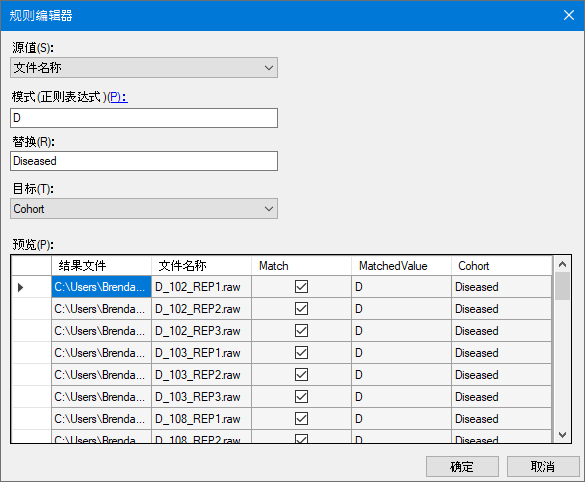 规则编辑器
源值(S):
文件名称
模式(正则表达式)(P):
D
替换(R):
Diseased
目标(T):
Cohort
预览(P):
结果文件 文件名称 Match MatchedValue Cohort
C:\Users\Brenda... D_102_REP1.raw D Diseased
C:\Users\Brenda... D_102_REP2.raw D Diseased
C:\Users\Brenda... D_102_REP3.raw D Diseased
C:\Users\Brenda... D_103_REP1.raw D Diseased
C:\Users\Brenda... D_103_REP2.raw D Diseased
C:\Users\Brenda... D_103_REP3.raw D Diseased
C:\Users\Brenda... D_108_REP1.raw D Diseased
C:\Users\Brenda... D_108_REP2.raw D Diseased
确定 取消